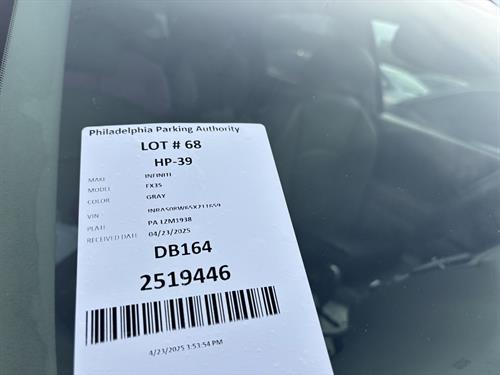 Philadelphia Parking Authority
LOT # 68
HP-39
MAKE INFINITI
MODEL FX35
COLOR GRAY
VIN
PLATE PA LZM1938
RECEIVED DATE 04/23/2025
DB164
2519446
4/23/2025 3:53:54 PM